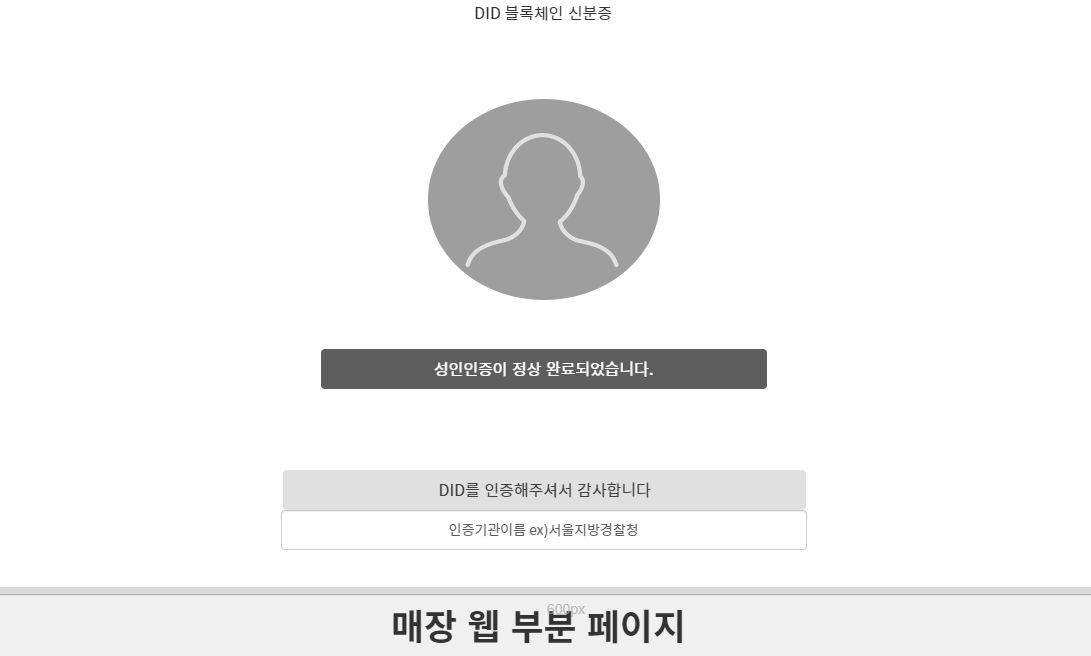 DID 블록체인 신분증
성인인증이 정상 완료되었습니다.
DID를 인증해주셔서 감사합니다
인증기관이름 ex)서울지방경찰청
600px
매장 웹 부분 페이지